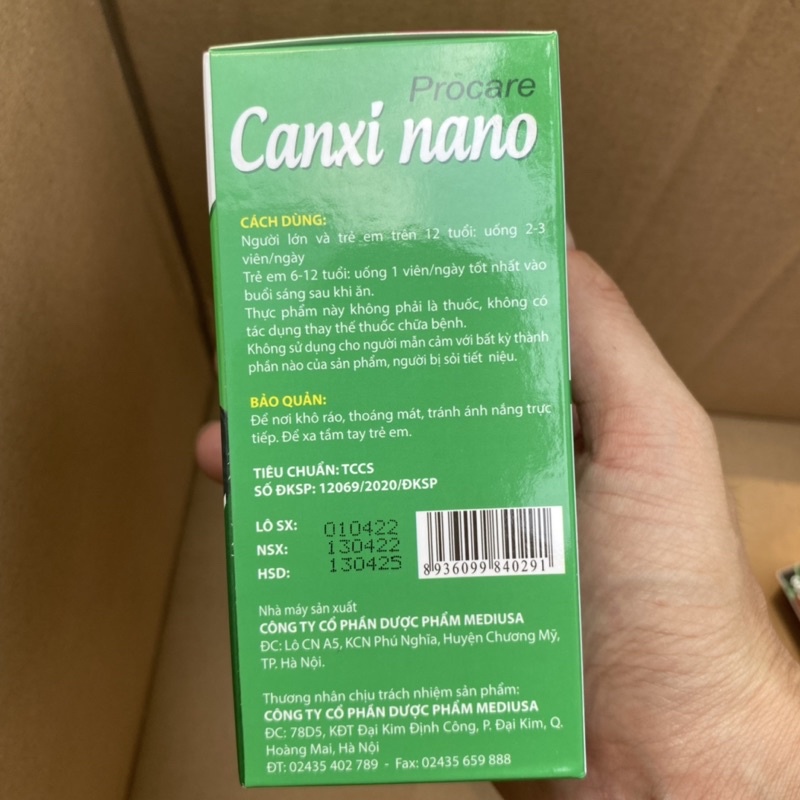 Procare
Canxi nano
CÁCH DÙNG:
Người lớn và trẻ em trên 12 tuổi: uống 2-3
viên/ngày
Trẻ em 6-12 tuổi: uống 1 viên/ngày tốt nhất vào
buổi sáng sau khi ăn.
Thực phẩm này không phải là thuốc, không có
tác dụng thay thế thuốc chữa bệnh.
Không sử dụng cho người mẫn cảm với bất kỳ thành
phần nào của sản phẩm, người bị sỏi tiết niệu.
BẢO QUẢN:
Để nơi khô ráo, thoáng mát, tránh ánh nắng trực
tiếp. Để xa tầm tay trẻ em.
TIÊU CHUẨN: TCCS
SỐ ĐKSP: 12069/2020/ĐKSP
LÔ SX: 010422
NSX: 130422
HSD: 130425
8936099840291
Nhà máy sản xuất
CÔNG TY CỔ PHẦN DƯỢC PHẨM MEDIUSA
ĐC: Lô CN A5, KCN Phú Nghĩa, Huyện Chương Mỹ,
TP. Hà Nội.
Thương nhân chịu trách nhiệm sản phẩm:
CÔNG TY CỔ PHẦN DƯỢC PHẨM MEDIUSA
ĐC: 78D5, KĐT Đại Kim Định Công, P. Đại Kim, Q.
Hoàng Mai, Hà Nội
ĐT: 02435 402 789 - Fax: 02435 659 888